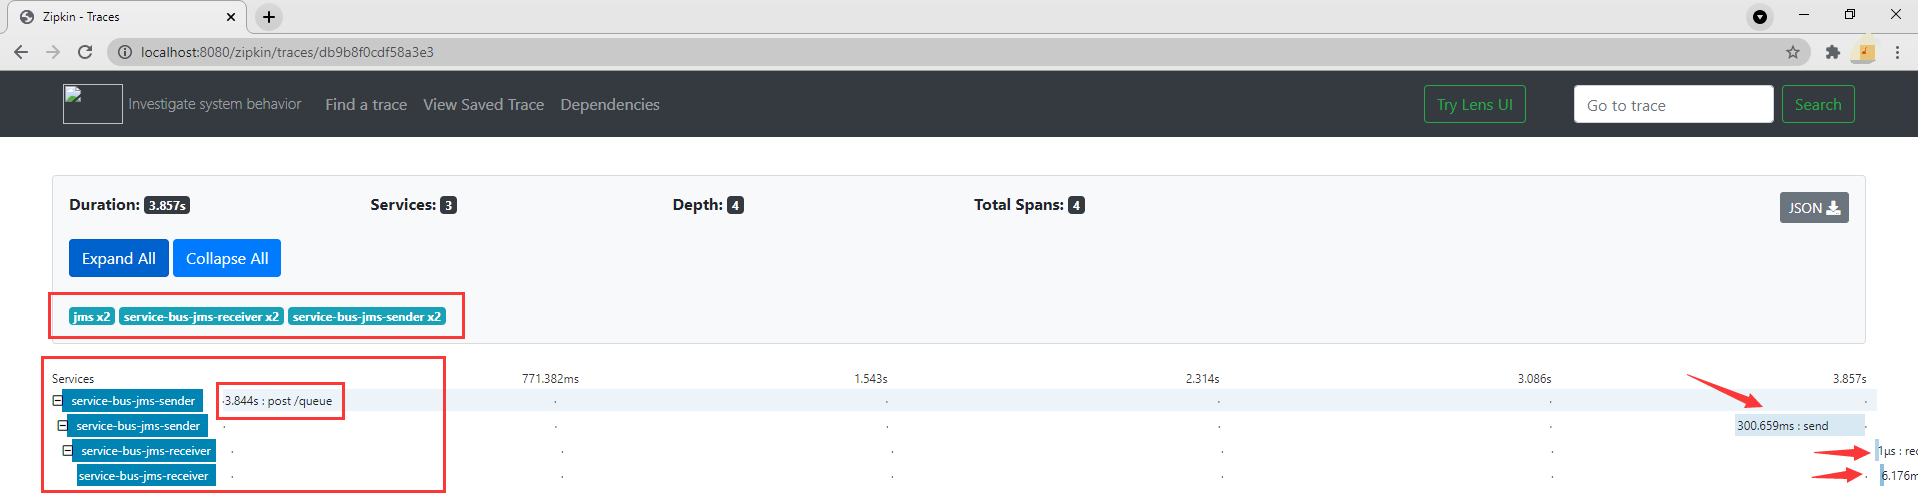 Zipkin - Traces
localhost:8080/zipkin/traces/db9b8f0cdf58a3e3
Investigate system behavior Find a trace View Saved Trace Dependencies Try Lens UI Go to trace Search
Duration: 3.857s Services: 3 Depth: 4 Total Spans: 4 JSON
Expand All Collapse All
jms x2 service-bus-jms-receiver x2 service-bus-jms-sender x2
Services 771.382ms 1.543s 2.314s 3.086s 3.857s
service-bus-jms-sender 3.844s : post /queue
service-bus-jms-sender 300.659ms : send
service-bus-jms-receiver 1μs : rec
service-bus-jms-receiver 6.176m